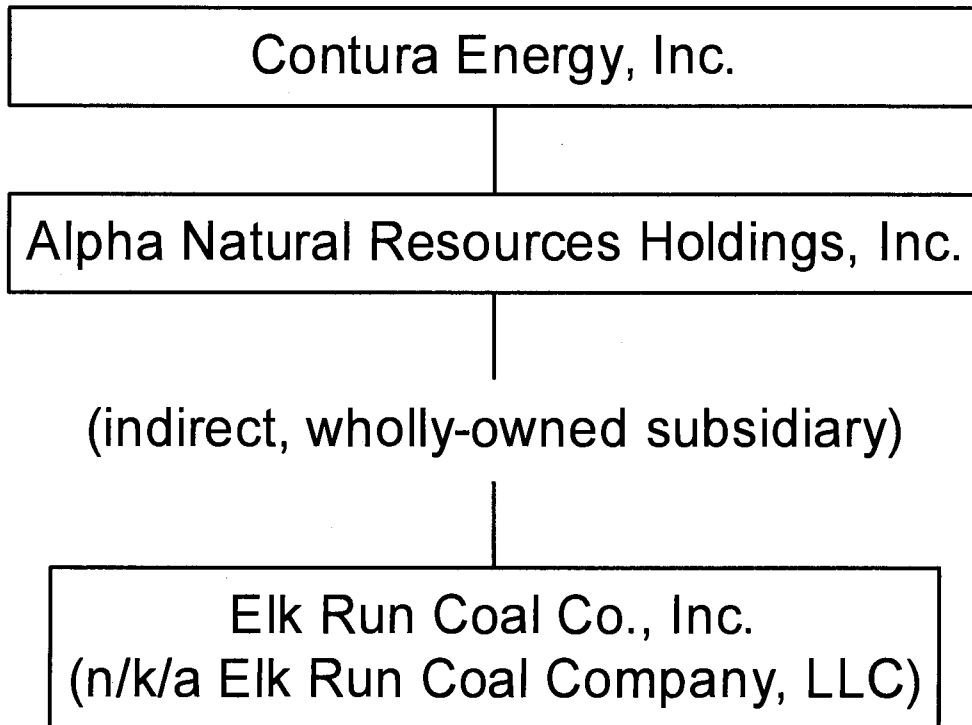 Contura Energy, Inc.
Alpha Natural Resources Holdings, Inc.
(indirect, wholly-owned subsidiary)
Elk Run Coal Co., Inc.
(n/k/a Elk Run Coal Company, LLC)